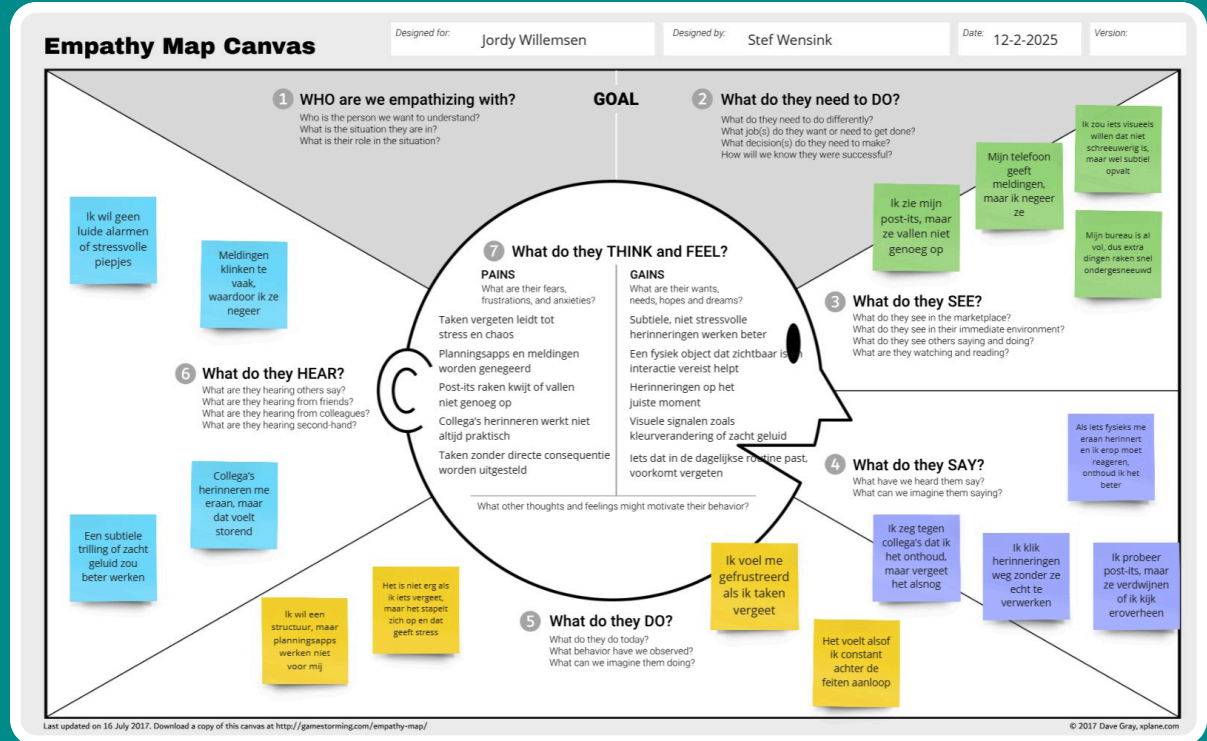 Empathy Map Canvas
Designed for:
Jordy Willemsen
Designed by:
Stef Wensink
Date:
12-2-2025
Version:
1 WHO are we empathizing with?
Who is the person we want to understand?
What is the situation they are in?
What is their role in the situation?
GOAL
2 What do they need to DO?
What do they need to do differently?
What job(s) do they want or need to get done?
What decision(s) do they need to make?
How will we know they were successful?
Ik zie mijn
post-its, maar
ze vallen niet
genoeg op
Mijn telefoon
geeft
meldingen,
maar ik negeer
ze
Ik zou iets visueels
willen dat niet
schreeuwerig is,
maar wel subtiel
opvalt
Mijn bureau is al
vol, dus extra
dingen raken snel
ondergesneeuwd
3 What do they SEE?
What do they see in the marketplace?
What do they see in their immediate environment?
What do they see others saying and doing?
What are they watching and reading?
4 What do they SAY?
What have we heard them say?
What can we imagine them saying?
Als iets fysieks me
eraan herinnert
en ik erop moet
reageren,
onthoud ik het
beter
Ik zeg tegen
collega's dat ik
het onthoud,
maar vergeet
het alsnog
Ik klik
herinneringen
weg zonder ze
echt te
verwerken
Ik probeer
post-its, maar
ze verdwijnen
of ik kijk
eroverheen
5 What do they DO?
What do they do today?
What behavior have we observed?
What can we imagine them doing?
Ik wil een
structuur, maar
planningsapps
werken niet
voor mij
Het is niet erg als
ik iets vergeet,
maar het stapelt
zich op en dat
geeft stress
Ik voel me
gefrustreerd
als ik taken
vergeet
Het voelt alsof
ik constant
achter de
feiten aanloop
6 What do they HEAR?
What are they hearing others say?
What are they hearing from friends?
What are they hearing from colleagues?
What are they hearing second-hand?
Ik wil geen
luide alarmen
of stressvolle
piepjes
Meldingen
klinken te
vaak,
waardoor ik ze
negeer
Collega's
herinneren me
eraan, maar
dat voelt
storend
Een subtiele
trilling of zacht
geluid zou
beter werken
7 What do they THINK and FEEL?
PAINS
What are their fears,
frustrations, and anxieties?
Taken vergeten leidt tot
stress en chaos
Planningsapps en meldingen
worden genegeerd
Post-its raken kwijt of vallen
niet genoeg op
Collega's herinneren werkt niet
altijd praktisch
Taken zonder directe consequentie
worden uitgesteld
GAINS
What are their wants,
needs, hopes and dreams?
Subtiele, niet stressvolle
herinneringen werken beter
Een fysiek object dat zichtbaar is en
interactie vereist helpt
Herinneringen op het
juiste moment
Visuele signalen zoals
kleurverandering of zacht geluid
Iets dat in de dagelijkse routine past,
voorkomt vergeten
What other thoughts and feelings might motivate their behavior?
Last updated on 16 July 2017. Download a copy of this canvas at http://gamestorming.com/empathy-map/
© 2017 Dave Gray, xplane.com